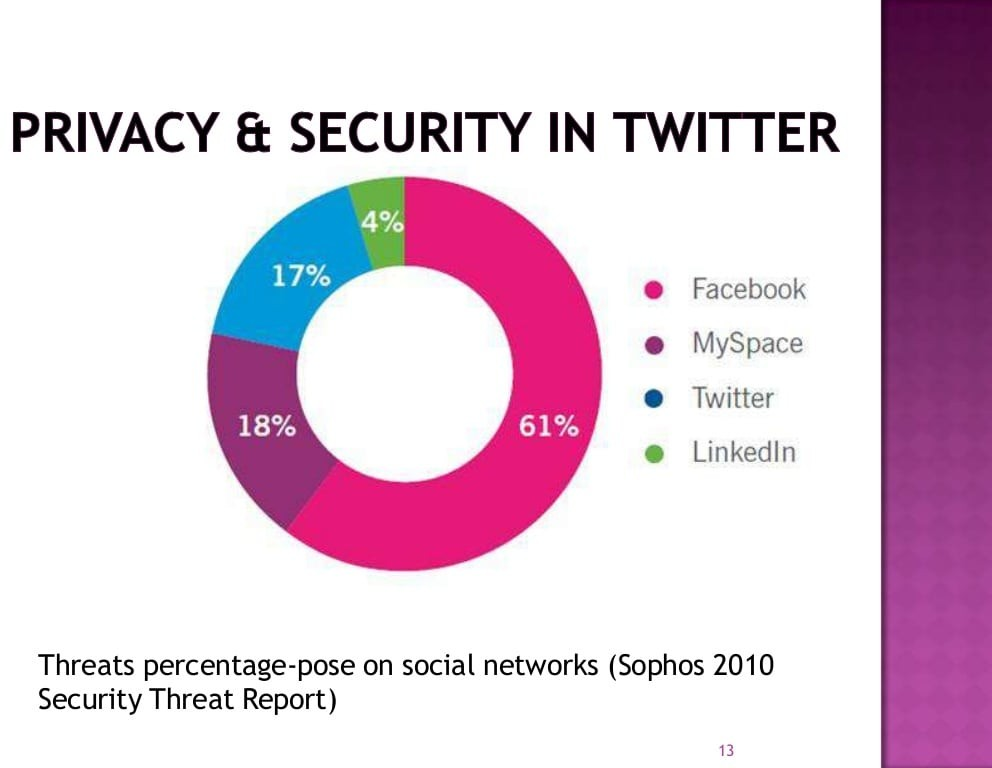 PRIVACY & SECURITY IN TWITTER
4%
17%
18%
61%
Facebook
MySpace
Twitter
LinkedIn
Threats percentage-pose on social networks (Sophos 2010
Security Threat Report)
13